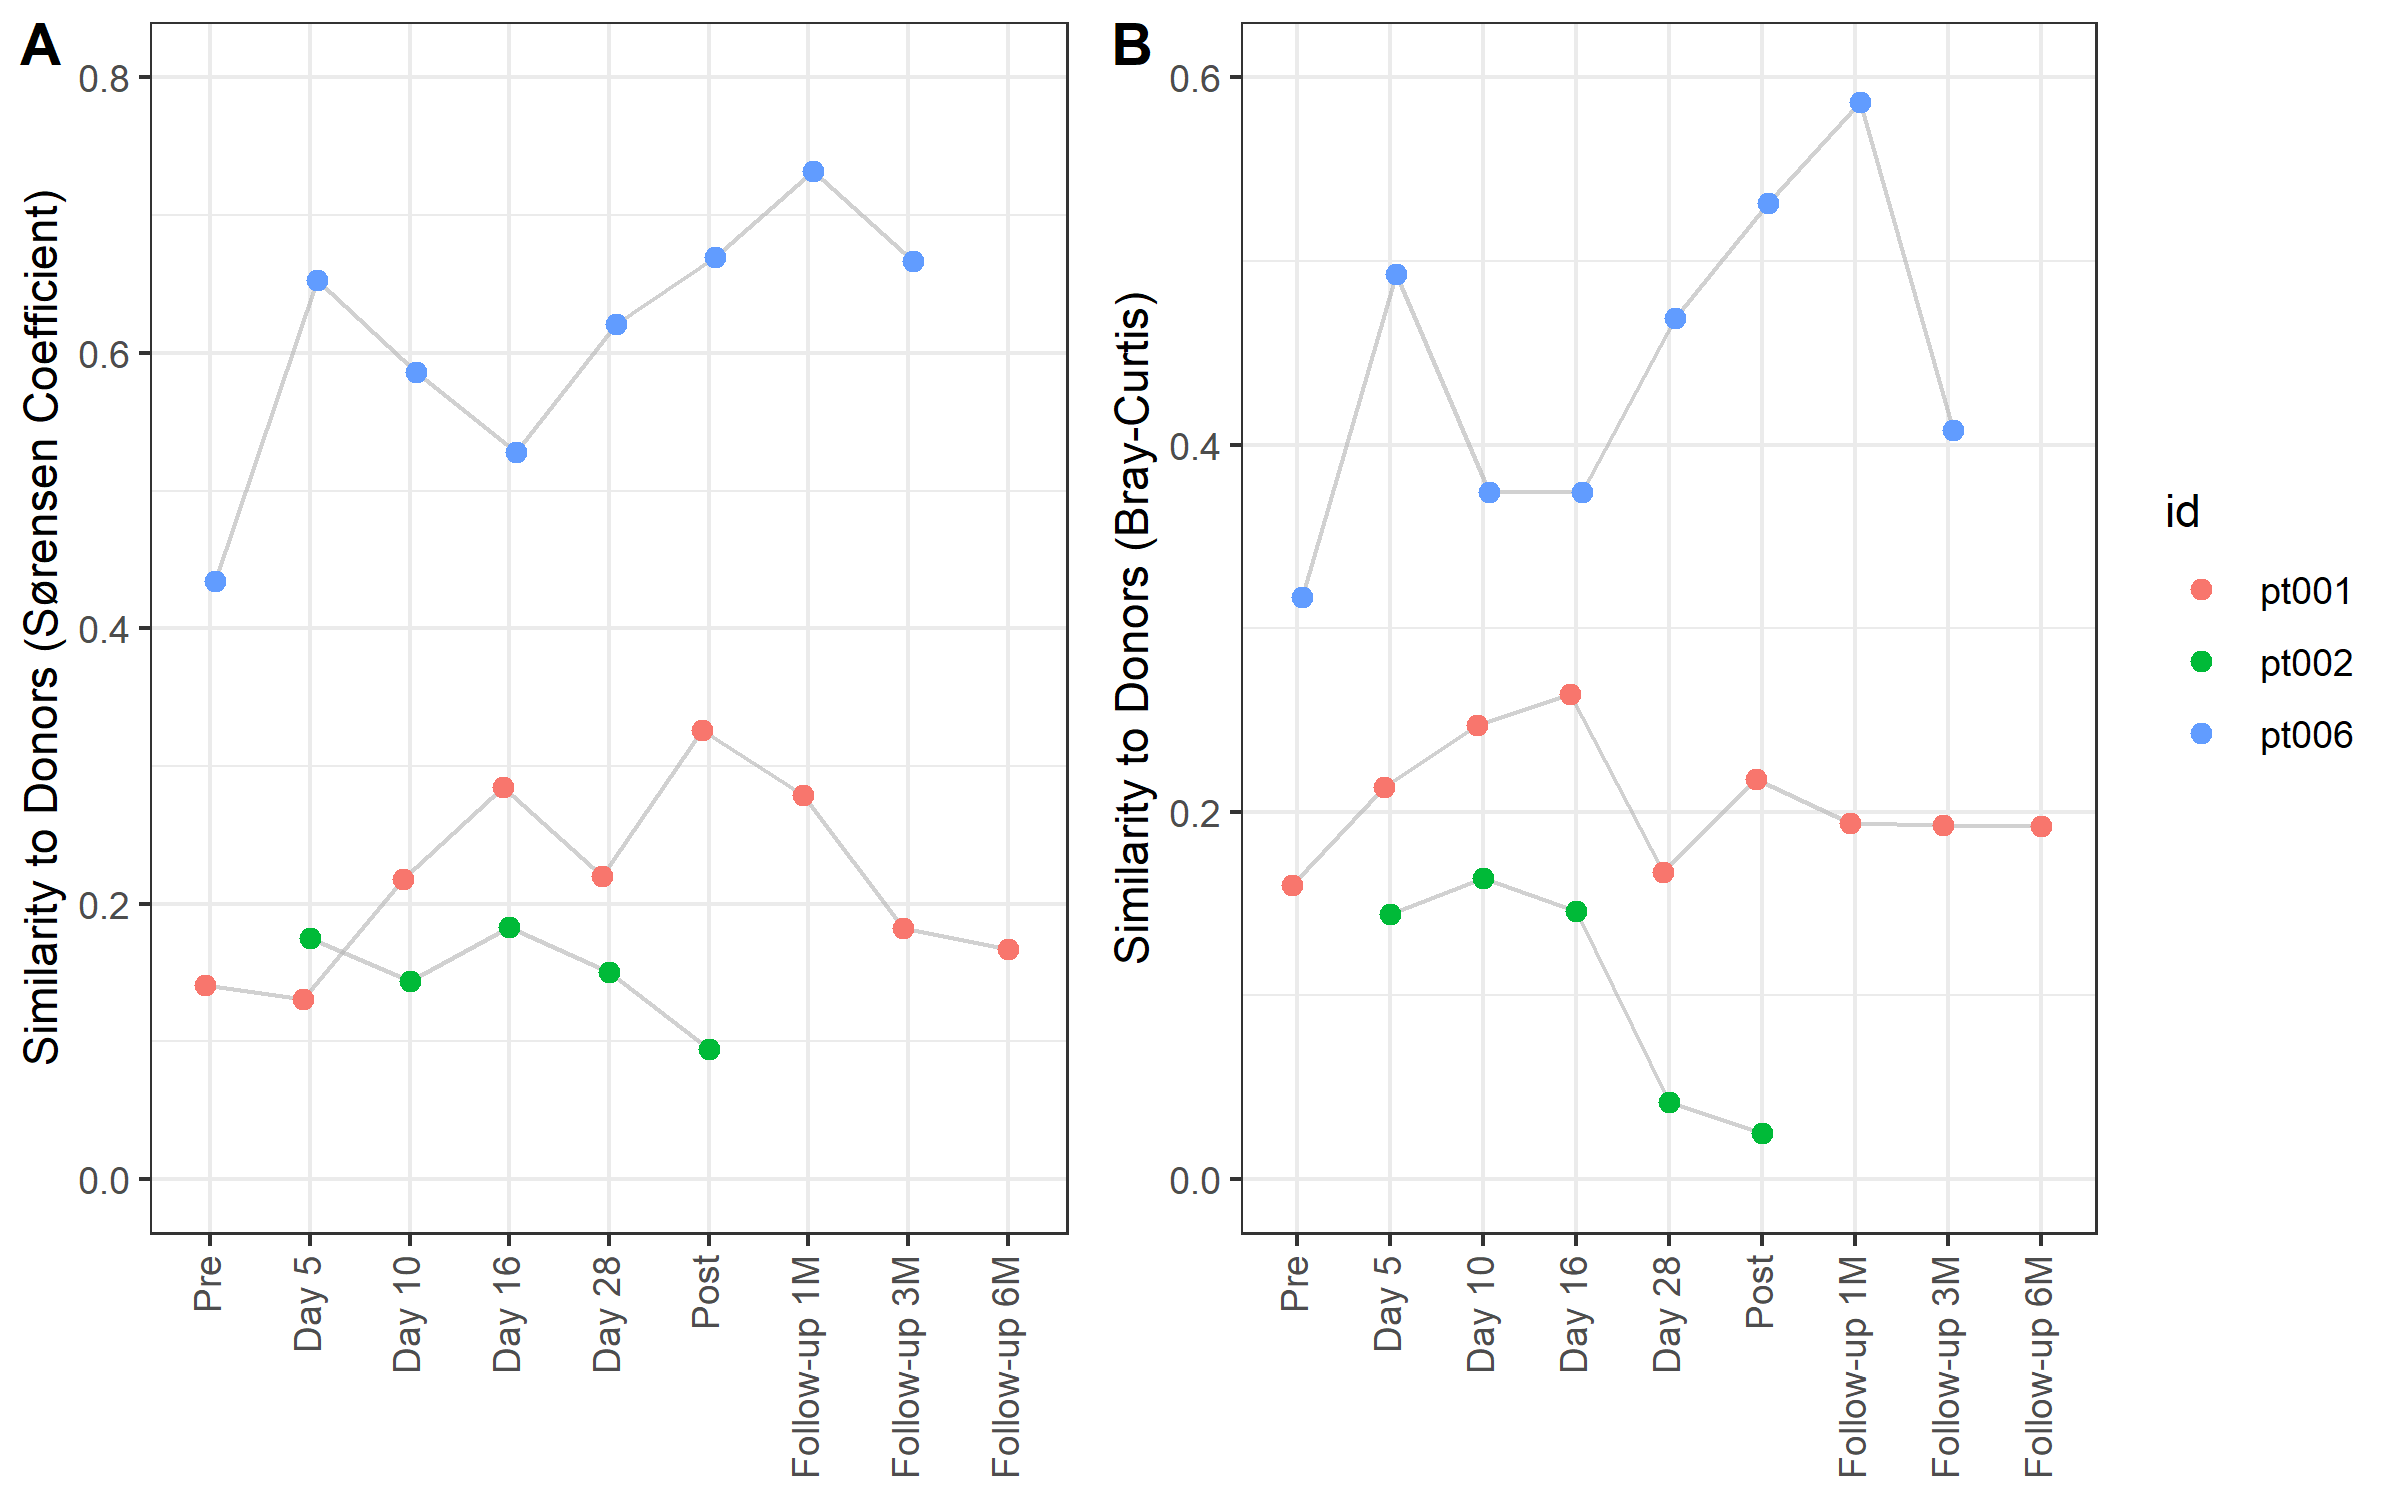 A
Similarity to Donors (Sørensen Coefficient)
0.8
0.6
0.4
0.2
0.0
Pre
Day 5
Day 10
Day 16
Day 28
Post
Follow-up 1M
Follow-up 3M
Follow-up 6M
B
Similarity to Donors (Bray-Curtis)
0.6
0.4
0.2
0.0
Pre
Day 5
Day 10
Day 16
Day 28
Post
Follow-up 1M
Follow-up 3M
Follow-up 6M
id
pt001
pt002
pt006